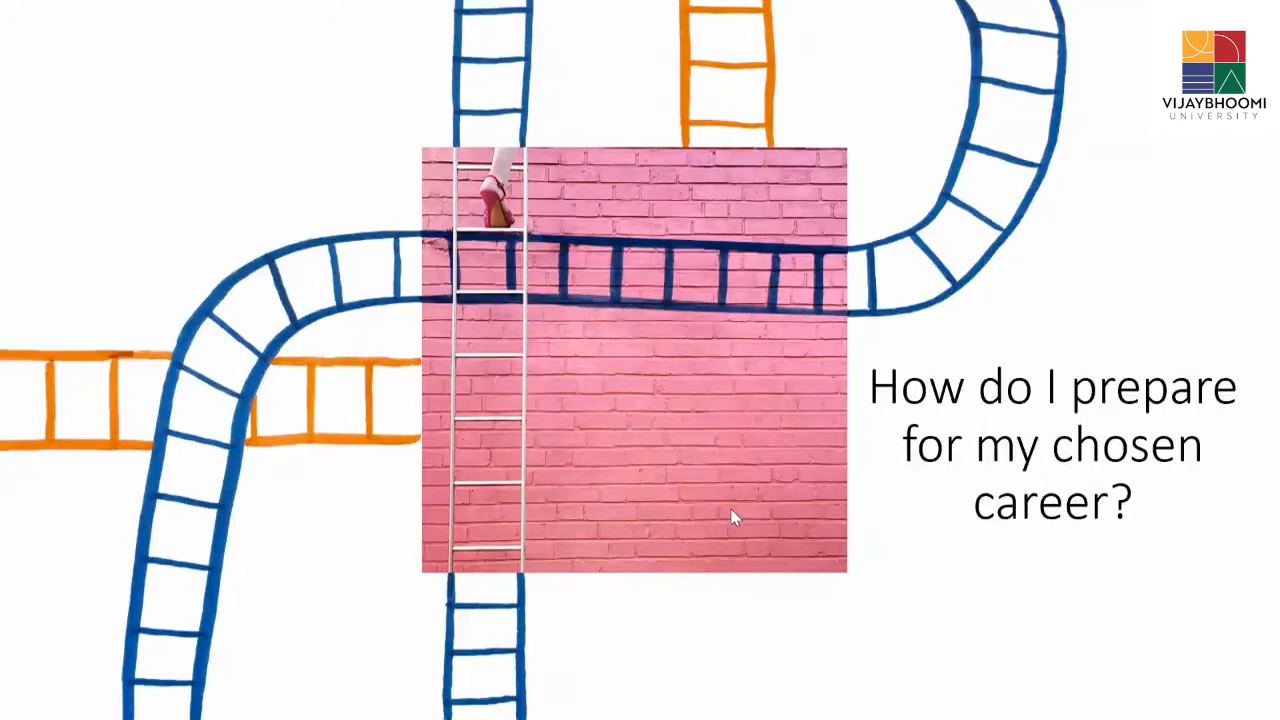 VIJAYBHOOMI
UNIVERSITY
How do I prepare
for my chosen
career?